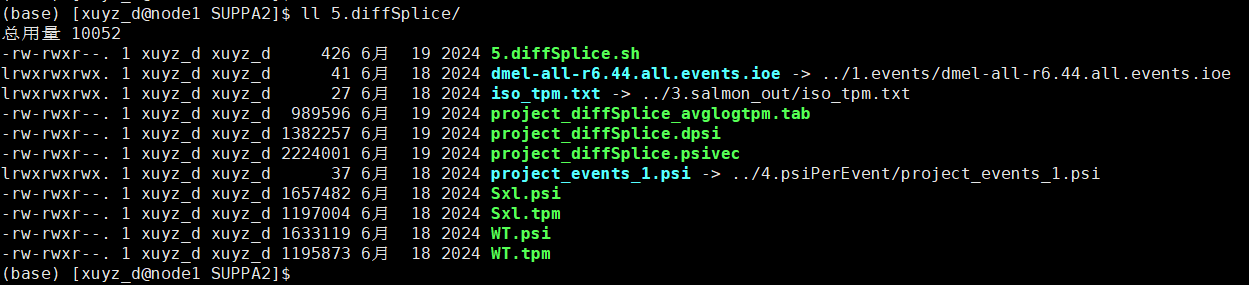 (base) [xuyz_d@node1 SUPPA2]$ ll 5.diffSplice/
总用量 10052
-rw-rwxr--. 1 xuyz_d xuyz_d     426 6月  19 2024 5.diffSplice.sh
lrwxrwxrwx. 1 xuyz_d xuyz_d      41 6月  18 2024 dmel-all-r6.44.all.events.ioe -> ../1.events/dmel-all-r6.44.all.events.ioe
lrwxrwxrwx. 1 xuyz_d xuyz_d      27 6月  18 2024 iso_tpm.txt -> ../3.salmon_out/iso_tpm.txt
-rw-rwxr--. 1 xuyz_d xuyz_d  989596 6月  19 2024 project_diffSplice_avglogtpm.tab
-rw-rwxr--. 1 xuyz_d xuyz_d 1382257 6月  19 2024 project_diffSplice.dpsi
-rw-rwxr--. 1 xuyz_d xuyz_d 2224001 6月  19 2024 project_diffSplice.psivec
lrwxrwxrwx. 1 xuyz_d xuyz_d      37 6月  18 2024 project_events_1.psi -> ../4.psiPerEvent/project_events_1.psi
-rw-rwxr--. 1 xuyz_d xuyz_d 1657482 6月  18 2024 Sxl.psi
-rw-rwxr--. 1 xuyz_d xuyz_d 1197004 6月  18 2024 Sxl.tpm
-rw-rwxr--. 1 xuyz_d xuyz_d 1633119 6月  18 2024 WT.psi
-rw-rwxr--. 1 xuyz_d xuyz_d 1195873 6月  18 2024 WT.tpm
(base) [xuyz_d@node1 SUPPA2]$